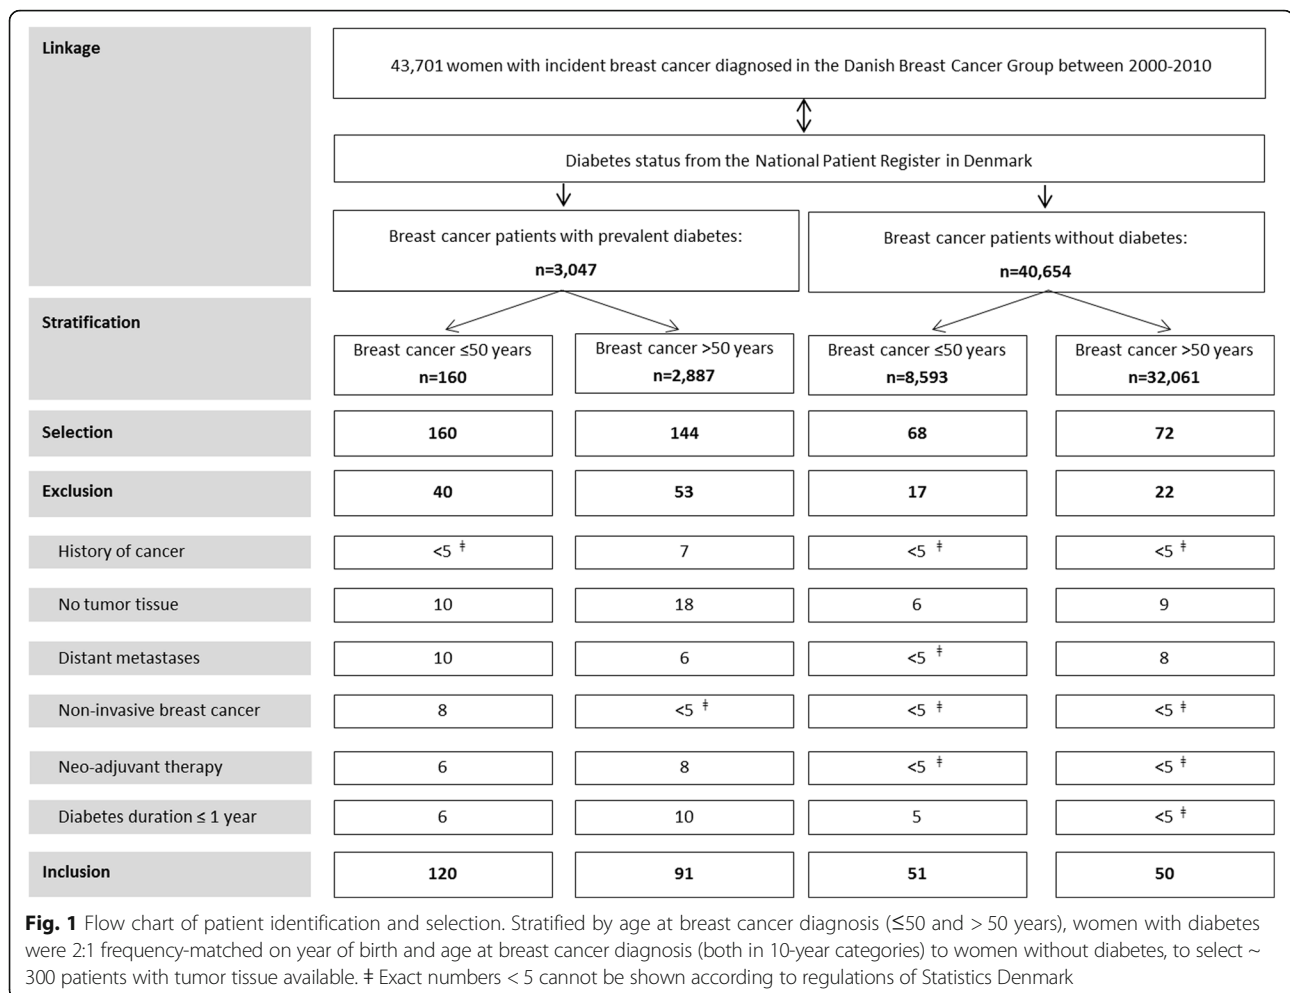 Linkage
43,701 women with incident breast cancer diagnosed in the Danish Breast Cancer Group between 2000-2010
Diabetes status from the National Patient Register in Denmark
Breast cancer patients with prevalent diabetes:
n=3,047
Breast cancer patients without diabetes:
n=40,654
Stratification
Breast cancer ≤50 years
n=160
Breast cancer >50 years
n=2,887
Breast cancer ≤50 years
n=8,593
Breast cancer >50 years
n=32,061
Selection 160 144 68 72
Exclusion 40 53 17 22
History of cancer <5 ‡ 7 <5 ‡ <5 ‡
No tumor tissue 10 18 6 9
Distant metastases 10 6 <5 ‡ 8
Non-invasive breast cancer 8 <5 ‡ <5 ‡ <5 ‡
Neo-adjuvant therapy 6 8 <5 ‡ <5 ‡
Diabetes duration ≤ 1 year 6 10 5 <5 ‡
Inclusion 120 91 51 50
Fig. 1 Flow chart of patient identification and selection. Stratified by age at breast cancer diagnosis (≤50 and > 50 years), women with diabetes
were 2:1 frequency-matched on year of birth and age at breast cancer diagnosis (both in 10-year categories) to women without diabetes, to select ~
300 patients with tumor tissue available. ‡ Exact numbers < 5 cannot be shown according to regulations of Statistics Denmark